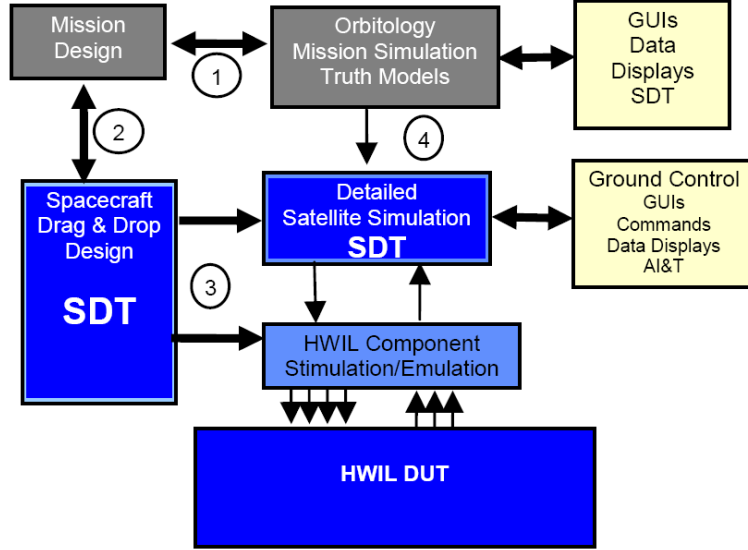 Mission
Design
1
Orbitology
Mission Simulation
Truth Models
GUIs
Data
Displays
SDT
2
4
Spacecraft
Drag & Drop
Design
SDT
Detailed
Satellite Simulation
SDT
Ground Control
GUIs
Commands
Data Displays
AI&T
3
HWIL Component
Stimulation/Emulation
HWIL DUT